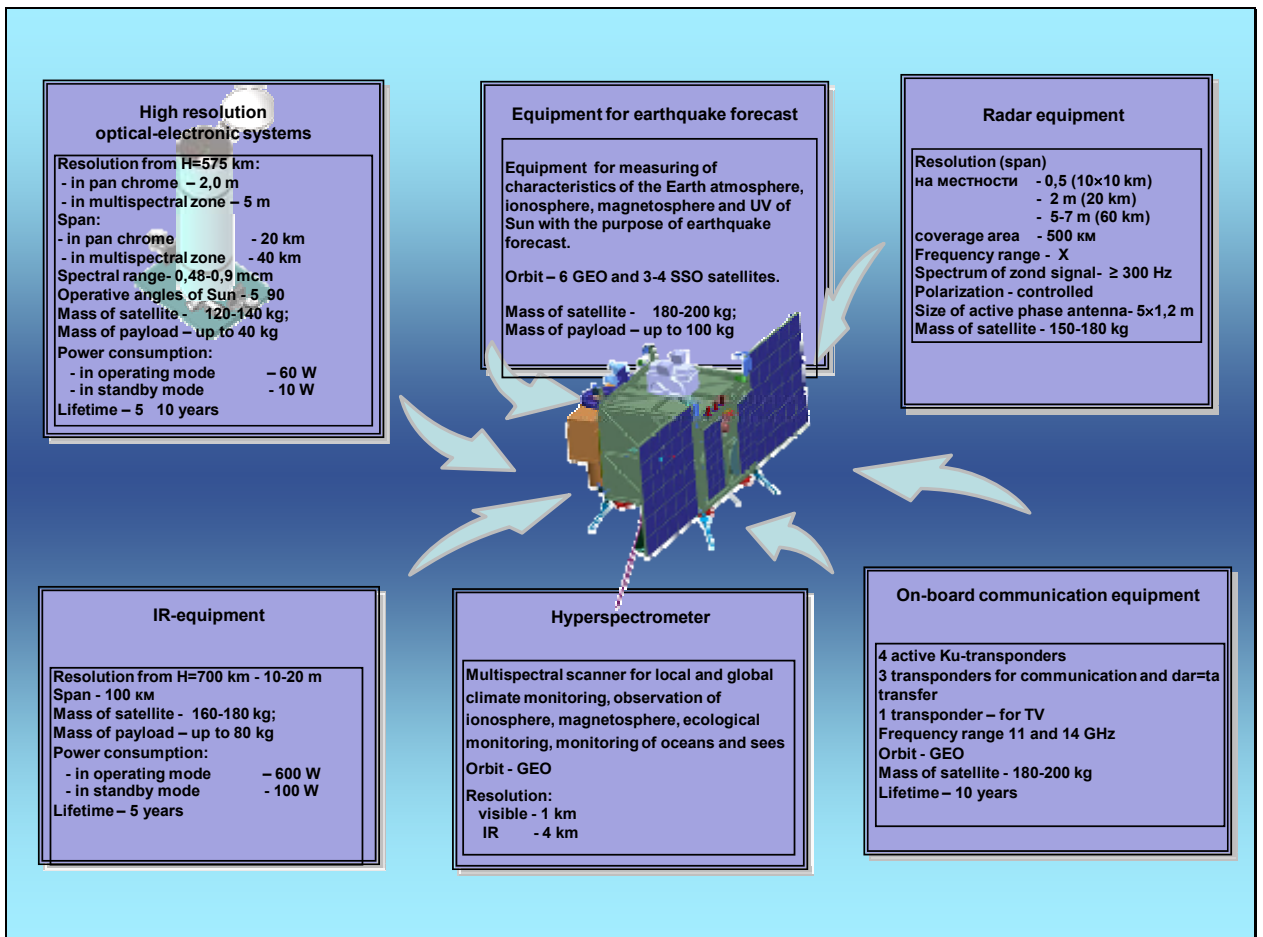 High resolution
optical-electronic systems
Resolution from H=575 km:
- in pan chrome – 2,0 m
- in multispectral zone – 5 m
Span:
- in pan chrome - 20 km
- in multispectral zone - 40 km
Spectral range- 0,48-0,9 mcm
Operative angles of Sun - 5 90
Mass of satellite - 120-140 kg;
Mass of payload – up to 40 kg
Power consumption:
- in operating mode – 60 W
- in standby mode - 10 W
Lifetime – 5 10 years
Equipment for earthquake forecast
Equipment for measuring of
characteristics of the Earth atmosphere,
ionosphere, magnetosphere and UV of
Sun with the purpose of earthquake
forecast.
Orbit – 6 GEO and 3-4 SSO satellites.
Mass of satellite - 180-200 kg;
Mass of payload – up to 100 kg
Radar equipment
Resolution (span)
на местности - 0,5 (10×10 km)
- 2 m (20 km)
- 5-7 m (60 km)
coverage area - 500 км
Frequency range - X
Spectrum of zond signal- ≥ 300 Hz
Polarization - controlled
Size of active phase antenna- 5×1,2 m
Mass of satellite - 150-180 kg
IR-equipment
Resolution from H=700 km - 10-20 m
Span - 100 км
Mass of satellite - 160-180 kg;
Mass of payload – up to 80 kg
Power consumption:
- in operating mode – 600 W
- in standby mode - 100 W
Lifetime – 5 years
Hyperspectrometer
Multispectral scanner for local and global
climate monitoring, observation of
ionosphere, magnetosphere, ecological
monitoring, monitoring of oceans and sees
Orbit - GEO
Resolution:
visible - 1 km
IR - 4 km
On-board communication equipment
4 active Ku-transponders
3 transponders for communication and dar=ta
transfer
1 transponder – for TV
Frequency range 11 and 14 GHz
Orbit - GEO
Mass of satellite - 180-200 kg
Lifetime – 10 years